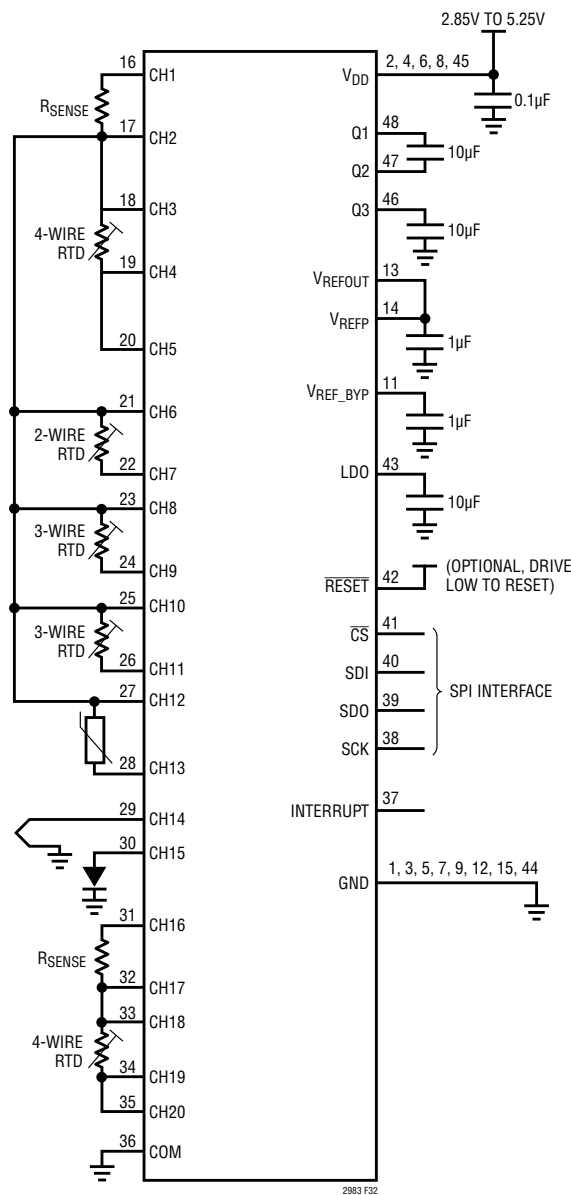 2.85V TO 5.25V
16 CH1
RSENSE
17 CH2
18 CH3
4-WIRE
RTD
19 CH4
20 CH5
21 CH6
2-WIRE
RTD
22 CH7
23 CH8
3-WIRE
RTD
24 CH9
25 CH10
3-WIRE
RTD
26 CH11
27 CH12
28 CH13
29 CH14
30 CH15
31 CH16
RSENSE
32 CH17
33 CH18
4-WIRE
RTD
34 CH19
35 CH20
36 COM
VDD 2, 4, 6, 8, 45
0.1µF
Q1 48
10µF
Q2 47
Q3 46
10µF
VREFOUT 13
VREFP 14
1µF
VREF_BYP 11
1µF
LDO 43
10µF
RESET 42
(OPTIONAL, DRIVE
LOW TO RESET)
CS 41
SDI 40
SPI INTERFACE
SDO 39
SCK 38
INTERRUPT 37
GND 1, 3, 5, 7, 9, 12, 15, 44
2983 F32